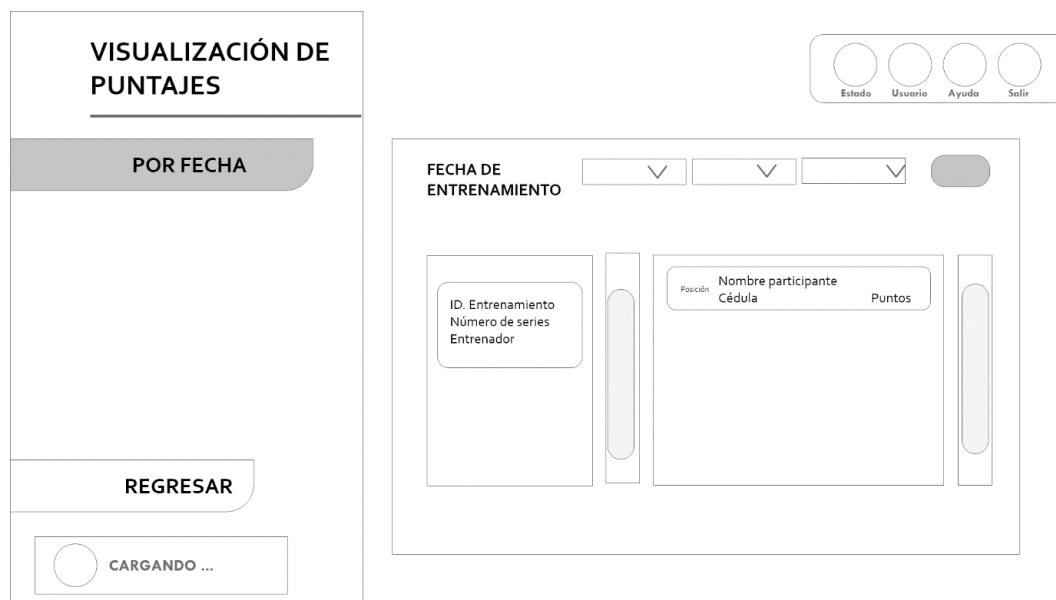 VISUALIZACIÓN DE
PUNTAJES
Estado
Usuario
Ayuda
Salir
POR FECHA
FECHA DE
ENTRENAMIENTO
ID. Entrenamiento
Número de series
Entrenador
Posición
Nombre participante
Cédula
Puntos
REGRESAR
CARGANDO ...